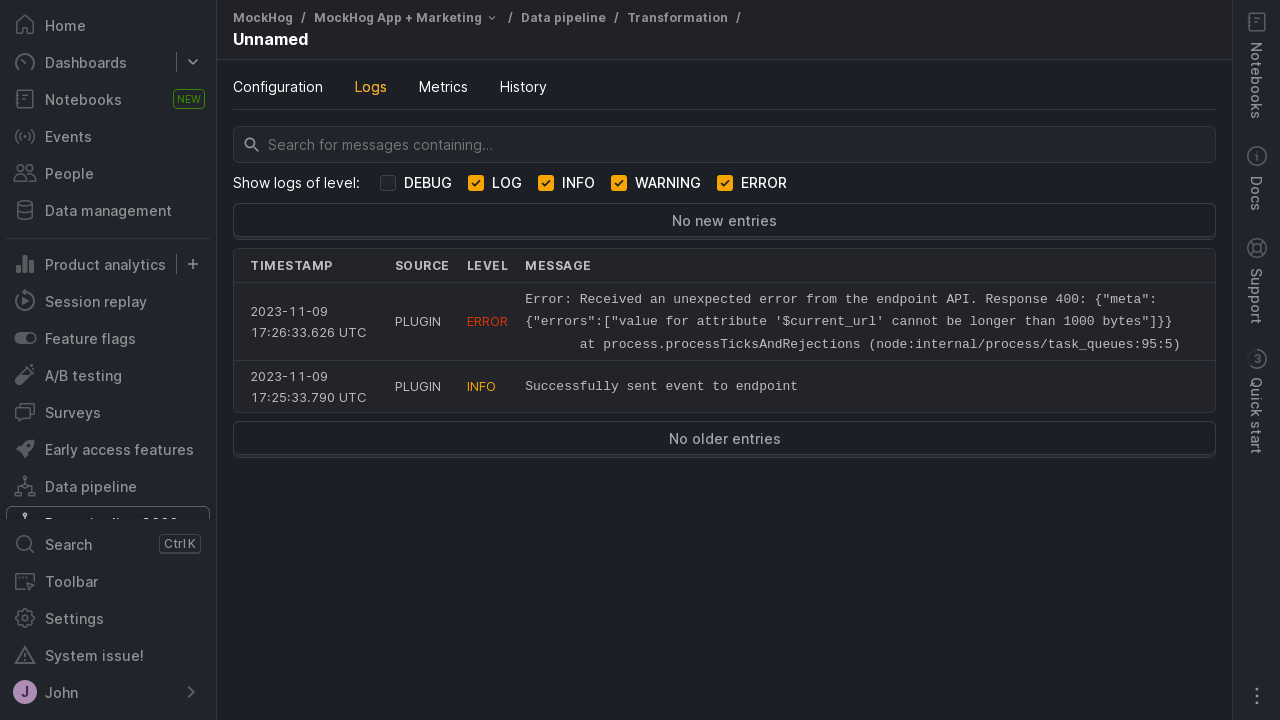 Home
Dashboards
Notebooks NEW
Events
People
Data management
Product analytics
Session replay
Feature flags
A/B testing
Surveys
Early access features
Data pipeline
Search Ctrl K
Toolbar
Settings
System issue!
J John
MockHog / MockHog App + Marketing / Data pipeline / Transformation /
Unnamed
Configuration Logs Metrics History
Search for messages containing...
Show logs of level: DEBUG LOG INFO WARNING ERROR
No new entries
TIMESTAMP SOURCE LEVEL MESSAGE
2023-11-09
17:26:33.626 UTC
PLUGIN
ERROR
Error: Received an unexpected error from the endpoint API. Response 400: {"meta":
{"errors":["value for attribute '$current_url' cannot be longer than 1000 bytes"]}}
at process.processTicksAndRejections (node:internal/process/task_queues:95:5)
2023-11-09
17:25:33.790 UTC
PLUGIN
INFO
Successfully sent event to endpoint
No older entries
Notebooks
Docs
Support
3
Quick start